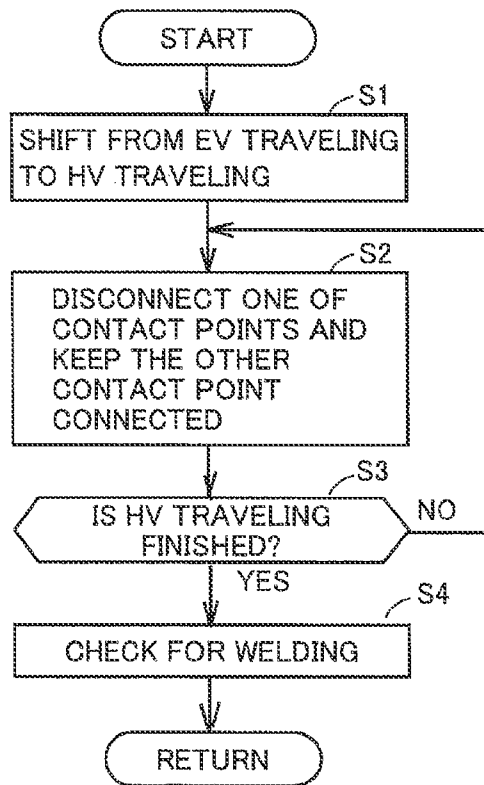 START
S1
SHIFT FROM EV TRAVELING
TO HV TRAVELING
S2
DISCONNECT ONE OF
CONTACT POINTS AND
KEEP THE OTHER
CONTACT POINT
CONNECTED
S3
IS HV TRAVELING
FINISHED?
NO
YES
S4
CHECK FOR WELDING
RETURN